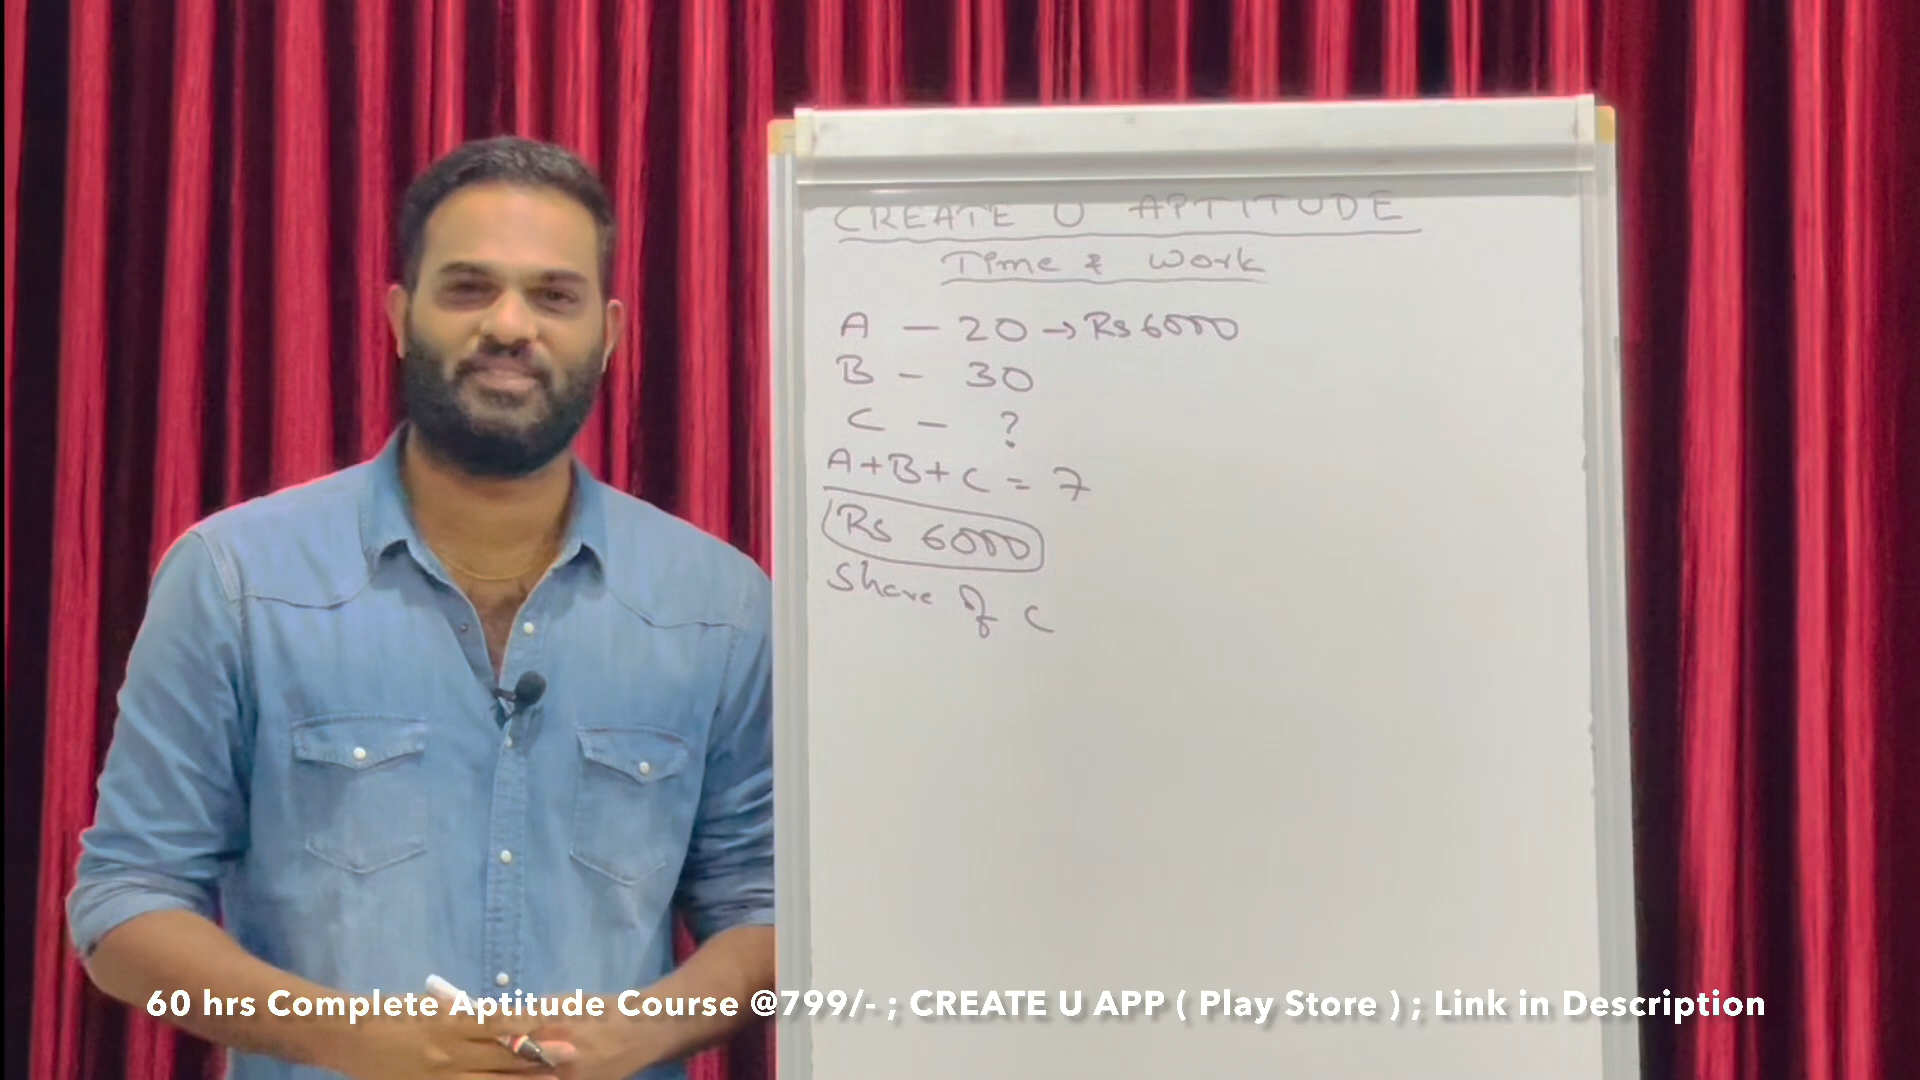 CREATE U APTITUDE
Time & Work
A - 20 → Rs 6000
B - 30
C - ?
A+B+C = 7
Rs 6000
Share of C
60 hrs Complete Aptitude Course @799/- ; CREATE U APP ( Play Store ) ; Link in Description